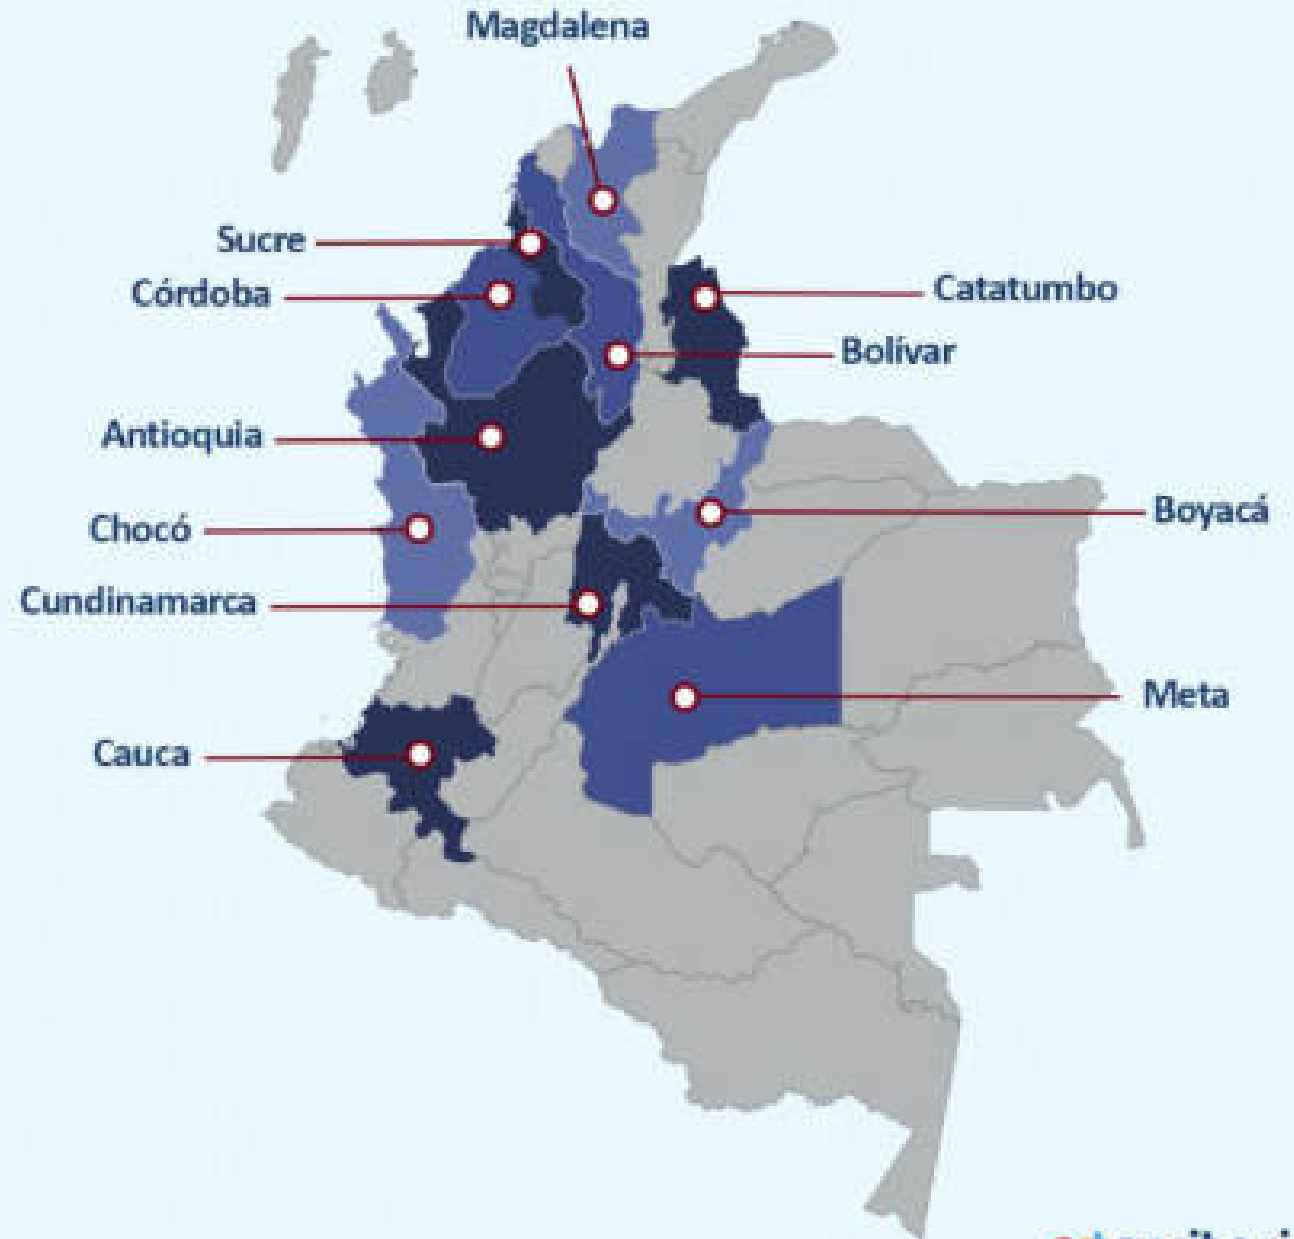 Magdalena
Sucre
Córdoba
Catatumbo
Bolívar
Antioquia
Chocó
Boyacá
Cundinamarca
Meta
Cauca